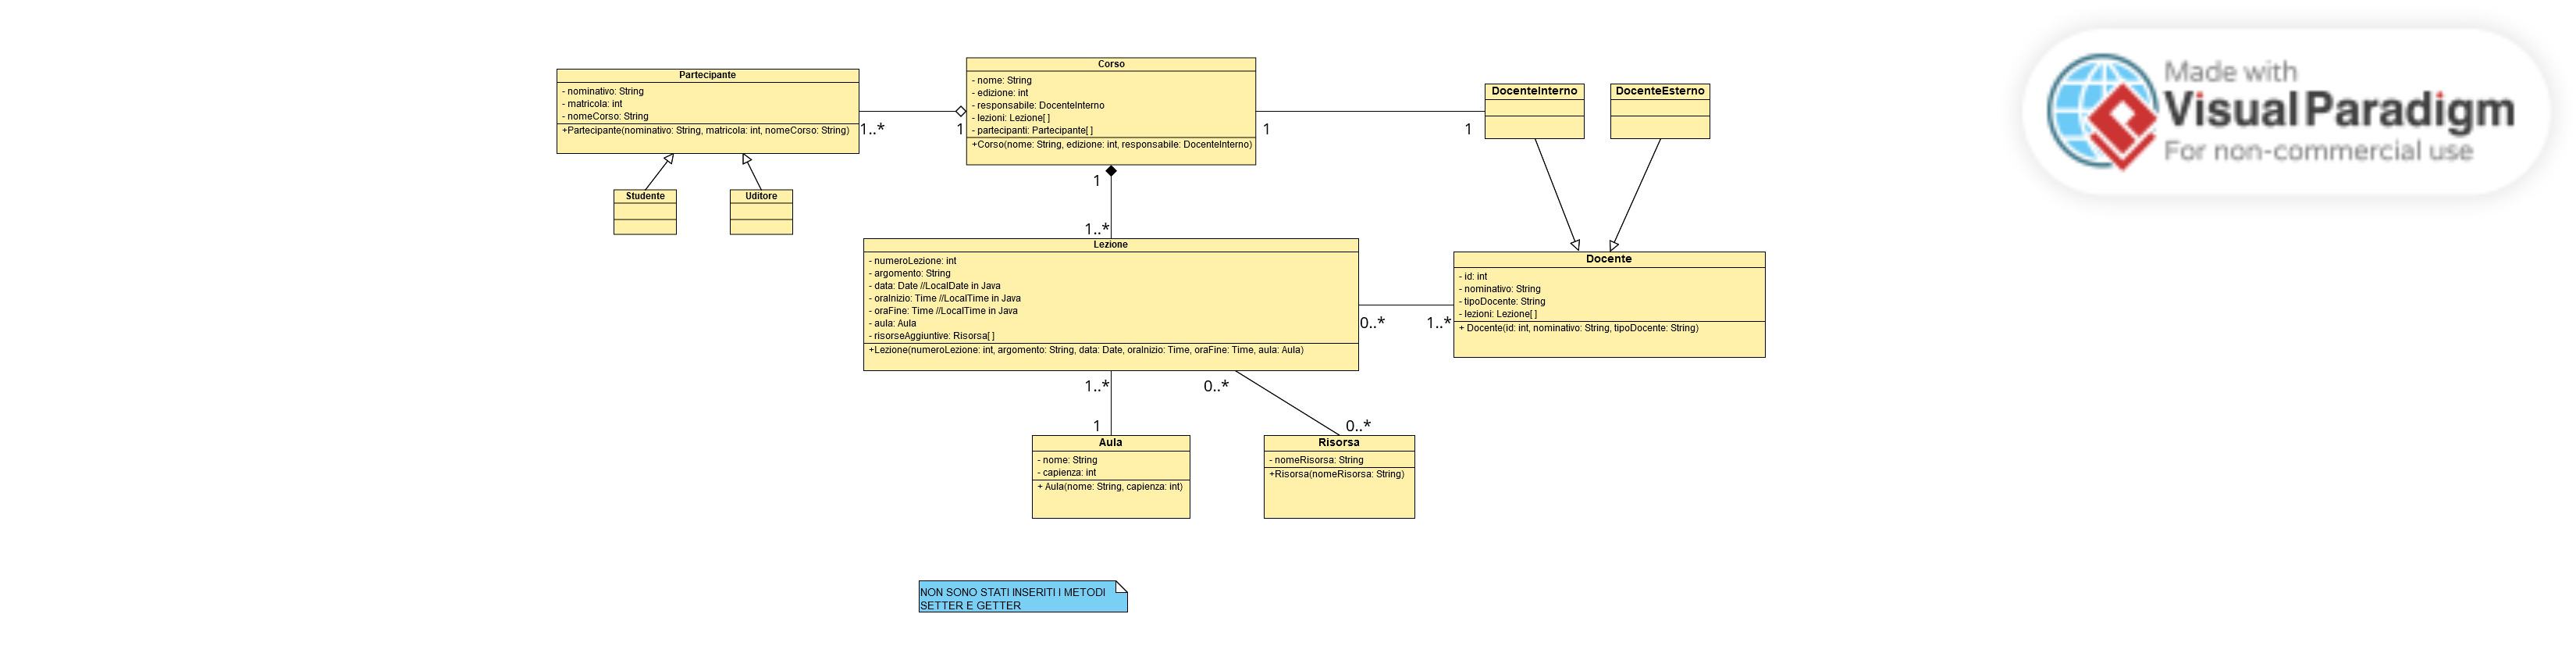 Partecipante
- nominativo: String
- matricola: int
- nomeCorso: String
+Partecipante(nominativo: String, matricola: int, nomeCorso: String)
1..*
1
Corso
- nome: String
- edizione: int
- responsabile: DocenteInterno
- lezioni: Lezione[ ]
- partecipanti: Partecipante[ ]
+Corso(nome: String, edizione: int, responsabile: DocenteInterno)
1
1
DocenteInterno
DocenteEsterno
Made with
Visual Paradigm
For non-commercial use
Studente
Uditore
1
1..*
Lezione
- numeroLezione: int
- argomento: String
- data: Date //LocalDate in Java
- oraInizio: Time //LocalTime in Java
- oraFine: Time //LocalTime in Java
- aula: Aula
- risorseAggiuntive: Risorsa[ ]
+Lezione(numeroLezione: int, argomento: String, data: Date, oraInizio: Time, oraFine: Time, aula: Aula)
0..*
1..*
Docente
- id: int
- nominativo: String
- tipoDocente: String
- lezioni: Lezione[ ]
+ Docente(id: int, nominativo: String, tipoDocente: String)
1..*
0..*
1
0..*
Aula
- nome: String
- capienza: int
+ Aula(nome: String, capienza: int)
Risorsa
- nomeRisorsa: String
+Risorsa(nomeRisorsa: String)
NON SONO STATI INSERITI I METODI
SETTER E GETTER